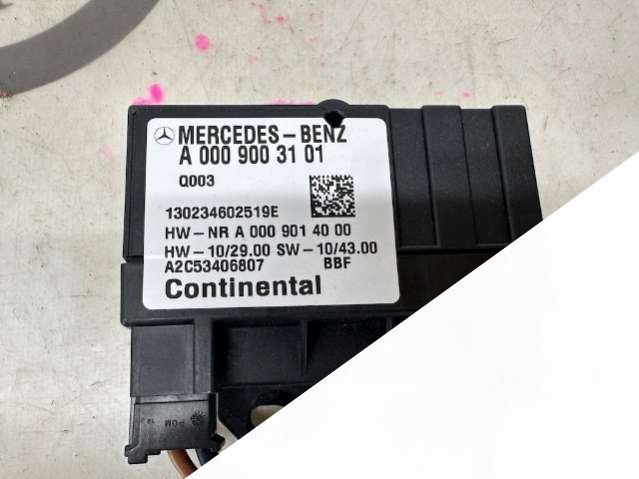 MERCEDES-BENZ
A 000 900 31 01
Q003
130234602519E
HW-NR A 000 901 40 00
HW-10/29.00 SW-10/43.00
A2C53406807 BBF
Continental
POM